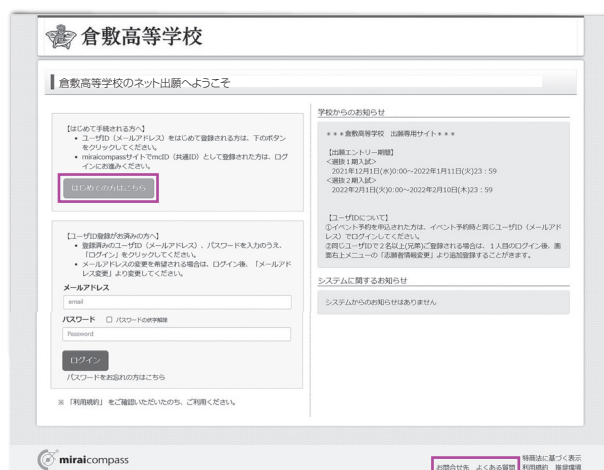 倉敷高等学校
倉敷高等学校のネット出願へようこそ
【はじめて手続される方へ】
• ユーザID（メールアドレス）をはじめて登録される方は、下のボタン
をクリックしてください。
• miraicompassサイトでmcID（共通ID）として登録された方は、ログ
インにお進みください。
はじめての方はこちら
【ユーザID登録がお済みの方へ】
• 登録済みのユーザID（メールアドレス）、パスワードを入力のうえ、
「ログイン」をクリックしてください。
• メールアドレスの変更を希望される場合は、ログイン後、「メールアド
レス変更」より変更してください。
メールアドレス
email
パスワード □ パスワードの伏字解除
Password
ログイン
パスワードをお忘れの方はこちら
※ 「利用規約」をご確認いただいたのち、ご利用ください。
学校からのお知らせ
＊＊＊倉敷高等学校 出願専用サイト＊＊＊
【出願エントリー期間】
<選抜１期入試>
2021年12月1日(水)0:00～2022年1月11日(火)23：59
<選抜２期入試>
2022年2月1日(火)0:00～2022年2月10日(木)23：59
【ユーザIDについて】
①イベント予約を申込された方は、イベント予約時と同じユーザID（メールアド
レス）でログインしてください。
②同じユーザIDで２名以上(兄弟)ご登録される場合は、１人目のログイン後、画
面右上メニューの「志願者情報変更」より追加登録することができます。
システムに関するお知らせ
システムからのお知らせはありません
miraicompass
特商法に基づく表示
お問合せ先 よくある質問 利用規約 推奨環境